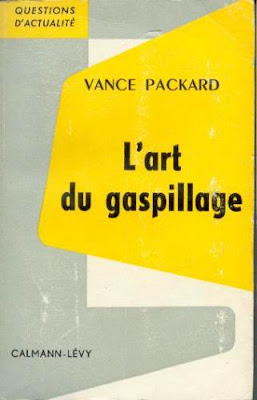 QUESTIONS
D'ACTUALITÉ
VANCE PACKARD
L'art
du gaspillage
CALMANN-LÉVY